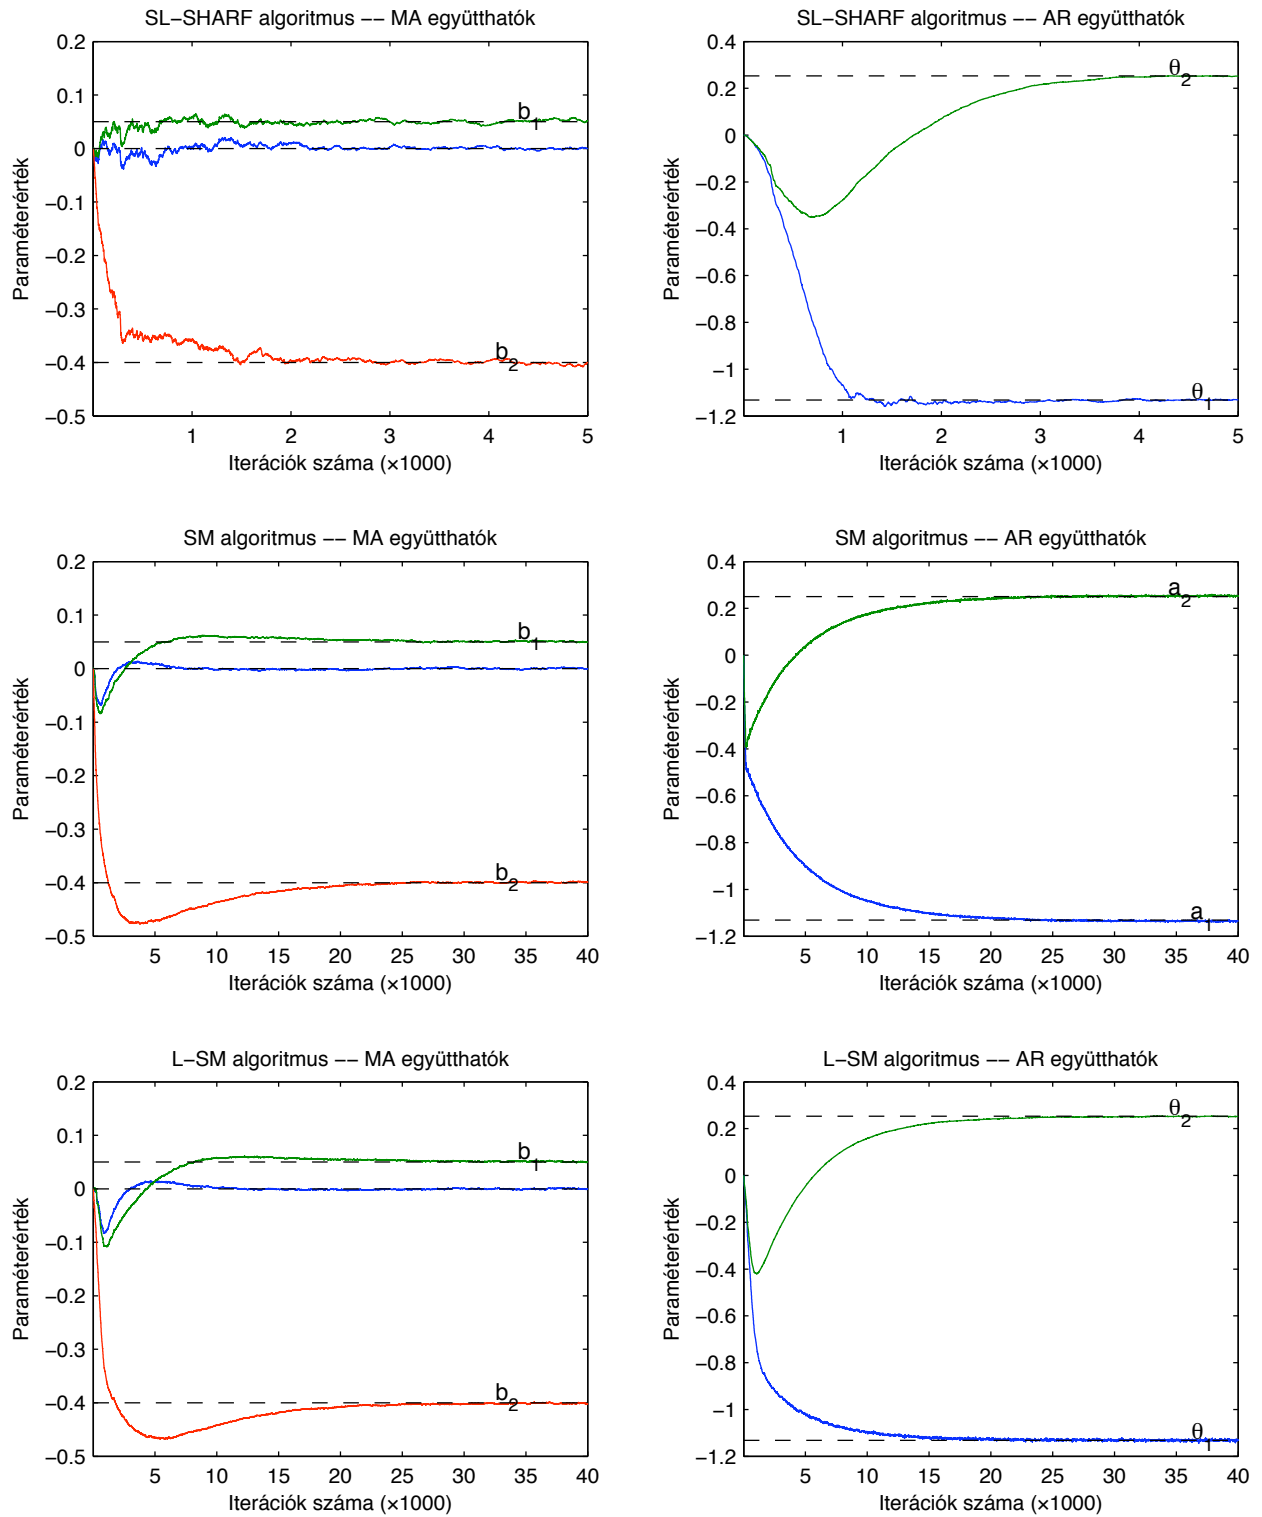 SL−SHARF algoritmus −− MA együtthatók
0.2
0.1
0
−0.1
−0.2
−0.3
−0.4
−0.5
Paraméterérték
b1
b2
1 2 3 4 5
Iterációk száma (×1000)
SL−SHARF algoritmus −− AR együtthatók
0.4
0.2
0
−0.2
−0.4
−0.6
−0.8
−1
−1.2
Paraméterérték
θ2
θ1
1 2 3 4 5
Iterációk száma (×1000)
SM algoritmus −− MA együtthatók
0.2
0.1
0
−0.1
−0.2
−0.3
−0.4
−0.5
Paraméterérték
b1
b2
5 10 15 20 25 30 35 40
Iterációk száma (×1000)
SM algoritmus −− AR együtthatók
0.4
0.2
0
−0.2
−0.4
−0.6
−0.8
−1
−1.2
Paraméterérték
a2
a1
5 10 15 20 25 30 35 40
Iterációk száma (×1000)
L−SM algoritmus −− MA együtthatók
0.2
0.1
0
−0.1
−0.2
−0.3
−0.4
−0.5
Paraméterérték
b1
b2
5 10 15 20 25 30 35 40
Iterációk száma (×1000)
L−SM algoritmus −− AR együtthatók
0.4
0.2
0
−0.2
−0.4
−0.6
−0.8
−1
−1.2
Paraméterérték
θ2
θ1
5 10 15 20 25 30 35 40
Iterációk száma (×1000)